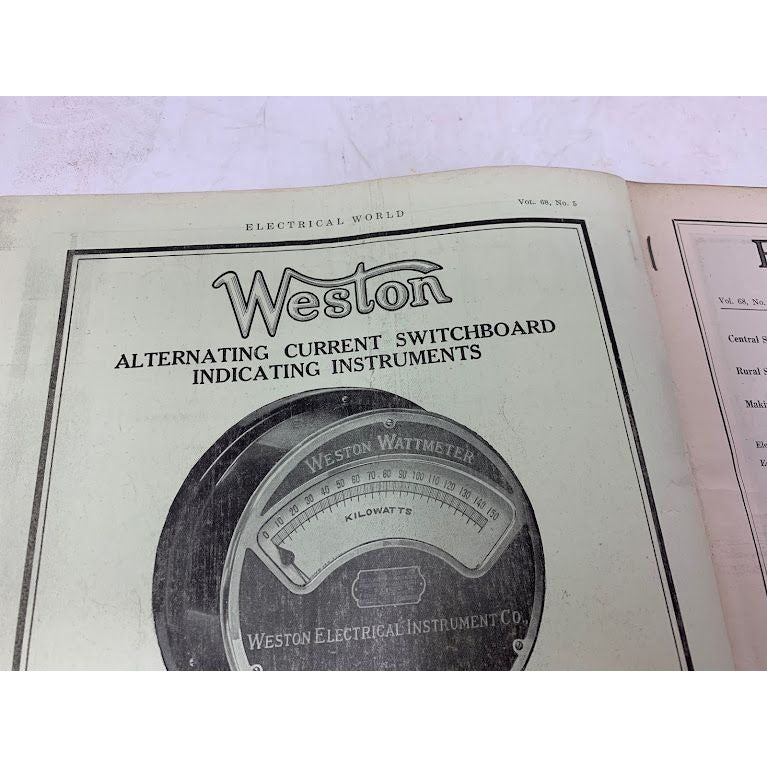 ELECTRICAL WORLD
VOL. 68, No. 5
Weston
ALTERNATING CURRENT SWITCHBOARD
INDICATING INSTRUMENTS
WESTON WATTMETER
0 10 20 30 40 50 60 70 80 90 100 110 120 130 140 150
KILOWATTS
WESTON ELECTRICAL INSTRUMENT CO.,
Vol. 68, No.
Central S
Rural S
Maki
Ele